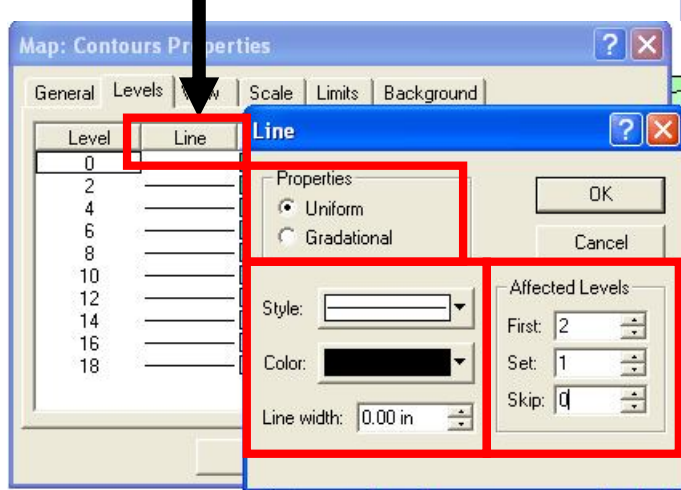 Map: Contours Properties
General Levels View Scale Limits Background
Level Line
0
2
4
6
8
10
12
14
16
18
Line
Properties
Uniform
Gradational
OK
Cancel
Style:
Color:
Line width: 0.00 in
Affected Levels
First: 2
Set: 1
Skip: 0